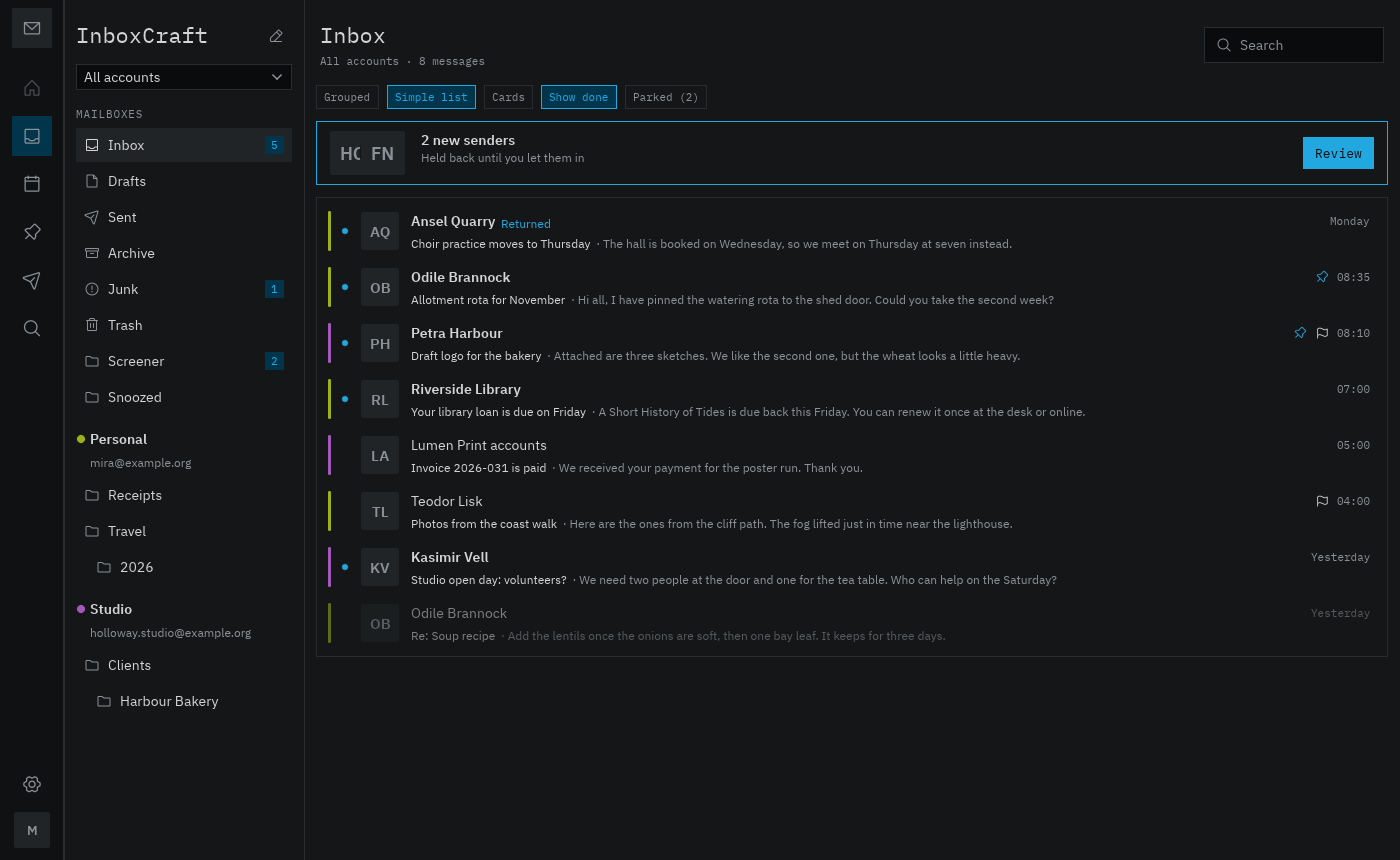 InboxCraft
All accounts
MAILBOXES
Inbox 5
Drafts
Sent
Archive
Junk 1
Trash
Screener 2
Snoozed
Personal
mira@example.org
Receipts
Travel
2026
Studio
holloway.studio@example.org
Clients
Harbour Bakery
M
Inbox
All accounts · 8 messages
Search
Grouped Simple list Cards Show done Parked (2)
FN
2 new senders
Held back until you let them in
Review
AQ
Ansel Quarry Returned Monday
Choir practice moves to Thursday · The hall is booked on Wednesday, so we meet on Thursday at seven instead.
OB
Odile Brannock 08:35
Allotment rota for November · Hi all, I have pinned the watering rota to the shed door. Could you take the second week?
PH
Petra Harbour 08:10
Draft logo for the bakery · Attached are three sketches. We like the second one, but the wheat looks a little heavy.
RL
Riverside Library 07:00
Your library loan is due on Friday · A Short History of Tides is due back this Friday. You can renew it once at the desk or online.
LA
Lumen Print accounts 05:00
Invoice 2026-031 is paid · We received your payment for the poster run. Thank you.
TL
Teodor Lisk 04:00
Photos from the coast walk · Here are the ones from the cliff path. The fog lifted just in time near the lighthouse.
KV
Kasimir Vell Yesterday
Studio open day: volunteers? · We need two people at the door and one for the tea table. Who can help on the Saturday?
OB
Odile Brannock Yesterday
Re: Soup recipe · Add the lentils once the onions are soft, then one bay leaf. It keeps for three days.